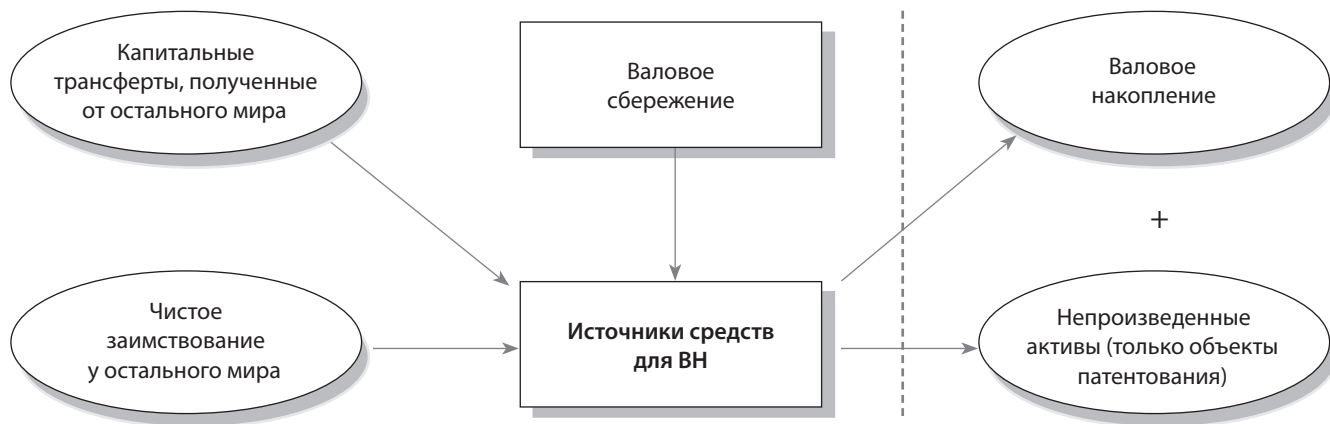 Капитальные
трансферты, полученные
от остального мира
Валовое
сбережение
Валовое
накопление
+
Чистое
заимствование
у остального мира
Источники средств
для ВН
Непроизведенные
активы (только объекты
патентования)